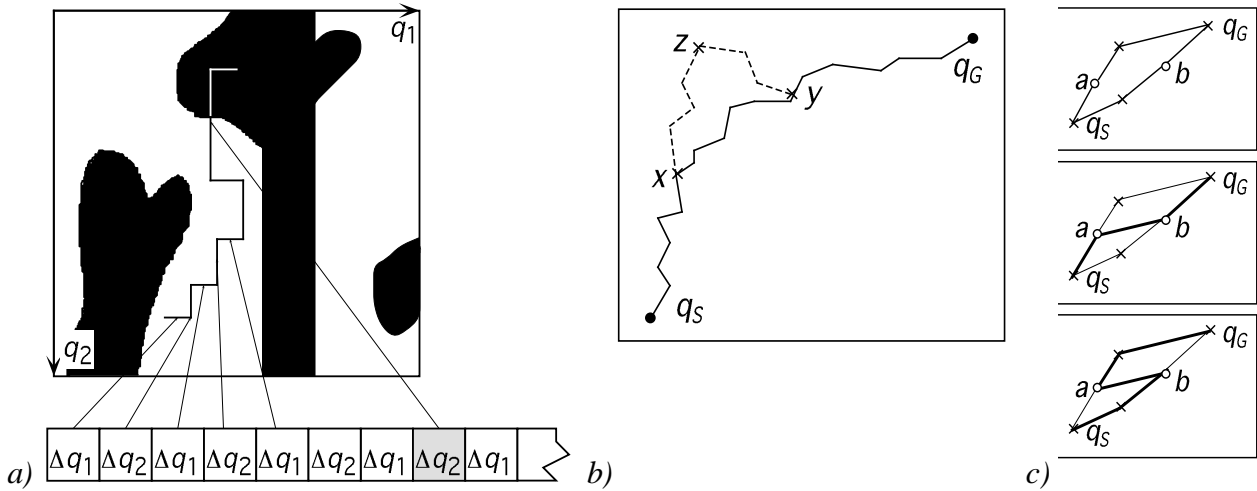 q1
q2
Δq1 Δq2 Δq1 Δq2 Δq1 Δq2 Δq1 Δq2 Δq1
a)
z
y
x
qG
qS
b)
qG
a
b
qS
qG
a
b
qS
qG
a
b
qS
c)